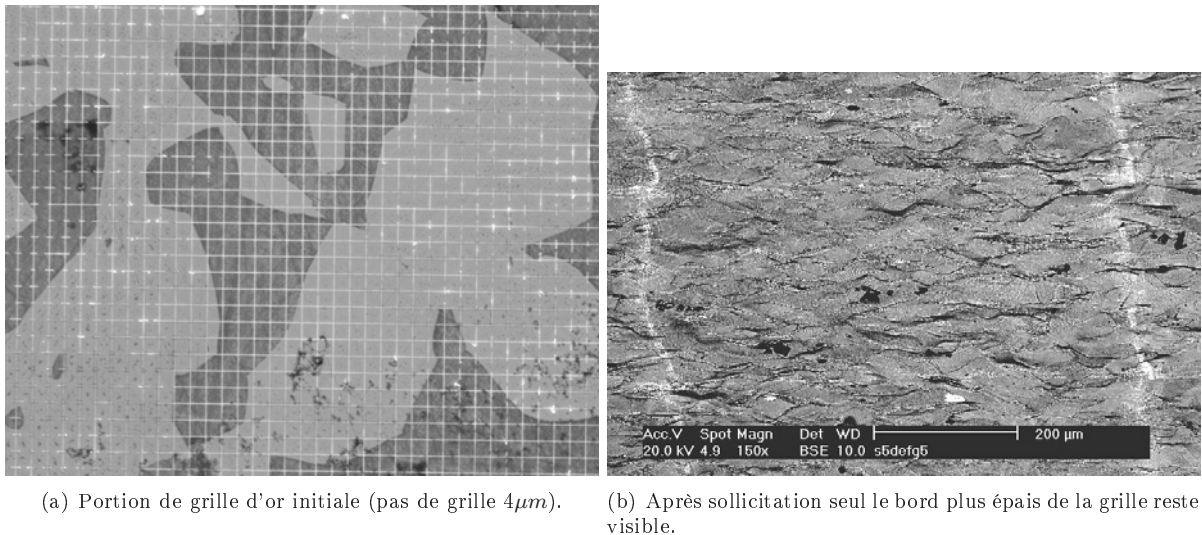 Acc.V Spot Magn Det WD 200 µm
20.0 kV 4.9 150x BSE 10.0 s5defg5
(a) Portion de grille d'or initiale (pas de grille 4µm).
(b) Après sollicitation seul le bord plus épais de la grille reste
visible.